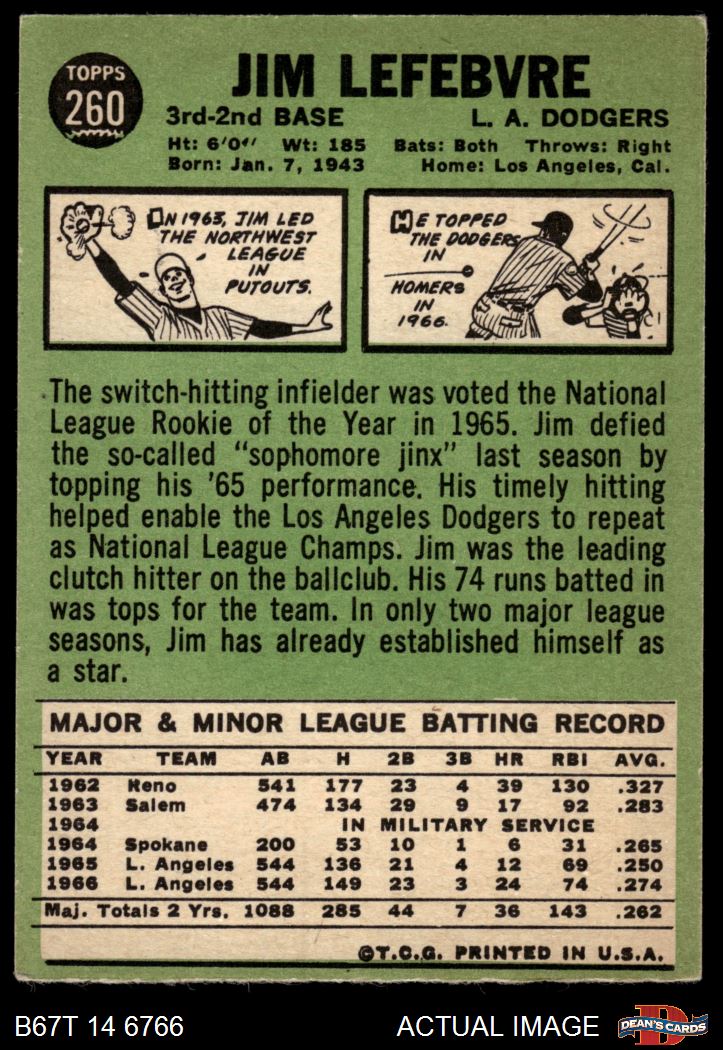 TOPPS
260
JIM LEFEBVRE
3rd-2nd BASE L. A. DODGERS
Ht: 6'0" Wt: 185 Bats: Both Throws: Right
Born: Jan. 7, 1943 Home: Los Angeles, Cal.
IN 1963, JIM LED
THE NORTHWEST
LEAGUE
IN
PUTOUTS.
HE TOPPED
THE DODGERS
IN
HOMERS
IN
1966.
The switch-hitting infielder was voted the National
League Rookie of the Year in 1965. Jim defied
the so-called "sophomore jinx" last season by
topping his '65 performance. His timely hitting
helped enable the Los Angeles Dodgers to repeat
as National League Champs. Jim was the leading
clutch hitter on the ballclub. His 74 runs batted in
was tops for the team. In only two major league
seasons, Jim has already established himself as
a star.
MAJOR & MINOR LEAGUE BATTING RECORD
YEAR TEAM AB H 2B 3B HR RBI AVG.
1962 Reno 541 177 23 4 39 130 .327
1963 Salem 474 134 29 9 17 92 .283
1964 IN MILITARY SERVICE
1964 Spokane 200 53 10 1 6 31 .265
1965 L. Angeles 544 136 21 4 12 69 .250
1966 L. Angeles 544 149 23 3 24 74 .274
Maj. Totals 2 Yrs. 1088 285 44 7 36 143 .262
©T.C.G. PRINTED IN U.S.A.
B67T 14 6766 ACTUAL IMAGE
D
DEAN'S CARDS